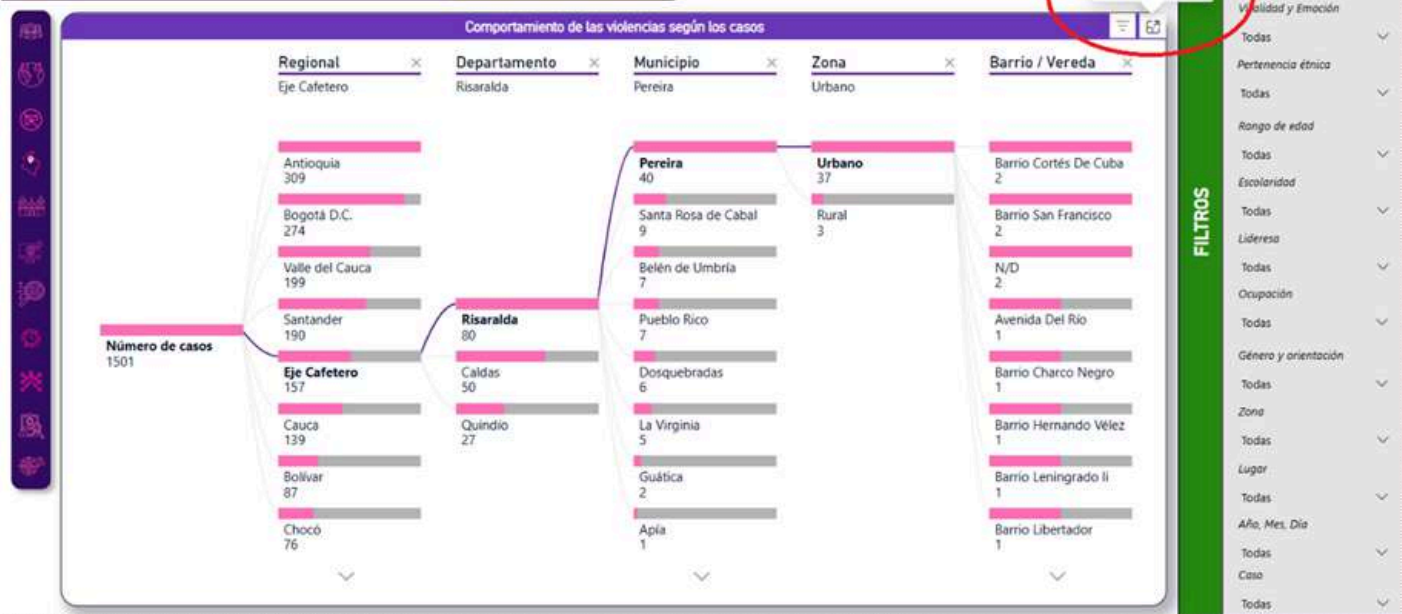 Comportamiento de las violencias según los casos
Regional
Eje Cafetero
Departamento
Risaralda
Municipio
Pereira
Zona
Urbano
Barrio / Vereda
Número de casos
1501
Antioquia
309
Bogotá D.C.
274
Valle del Cauca
199
Santander
190
Eje Cafetero
157
Cauca
139
Bolívar
87
Chocó
76
Risaralda
80
Caldas
50
Quindio
27
Pereira
40
Santa Rosa de Cabal
9
Belén de Umbría
7
Pueblo Rico
7
Dosquebradas
6
La Virginia
5
Guática
2
Apía
1
Urbano
37
Rural
3
Barrio Cortés De Cuba
2
Barrio San Francisco
2
N/D
2
Avenida Del Río
1
Barrio Charco Negro
1
Barrio Hernando Vélez
1
Barrio Leningrado Ii
1
Barrio Libertador
1
FILTROS
y Emoción
Todas
Pertenencia étnica
Todas
Rango de edad
Todas
Escolaridad
Todas
Lideresa
Todas
Ocupación
Todas
Género y orientación
Todas
Zona
Todas
Lugar
Todas
Año, Mes, Día
Todas
Caso
Todas